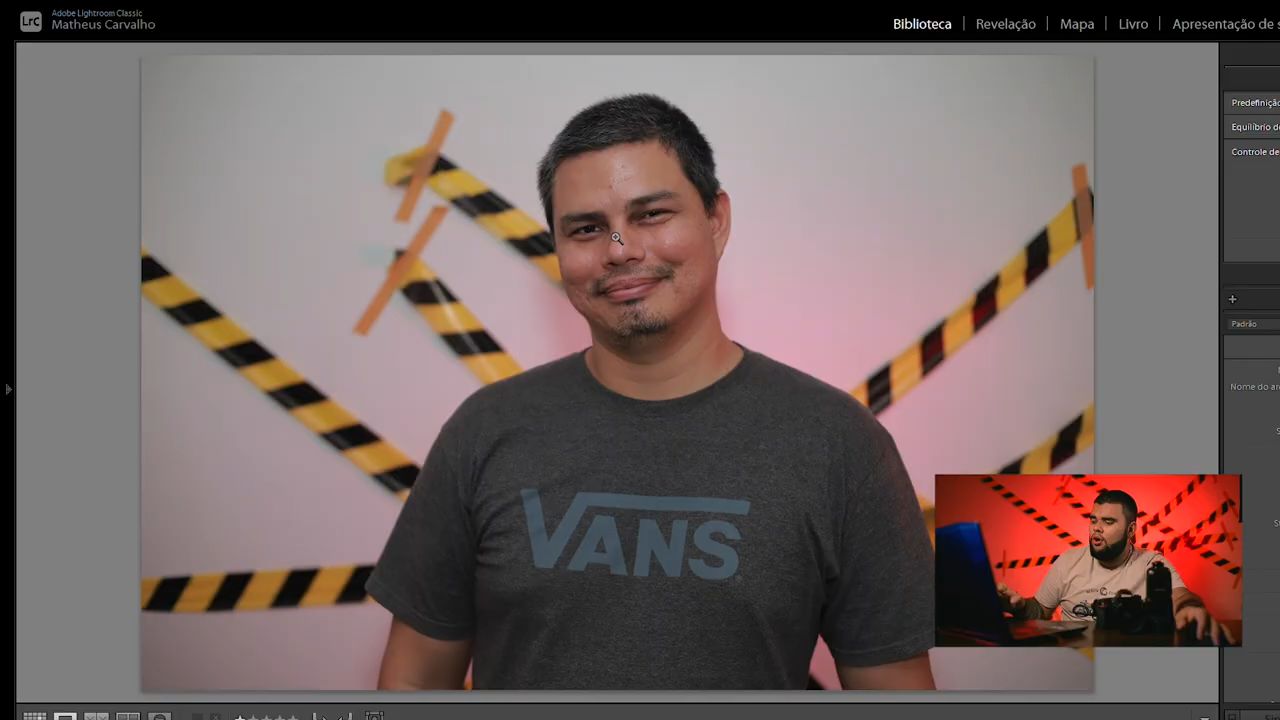 LrC
Adobe Lightroom Classic
Matheus Carvalho
Biblioteca | Revelação | Mapa | Livro | Apresentação de s
Predefiniçã
Equilíbrio d
Controle de
Padrão
Nome do ar
VANS